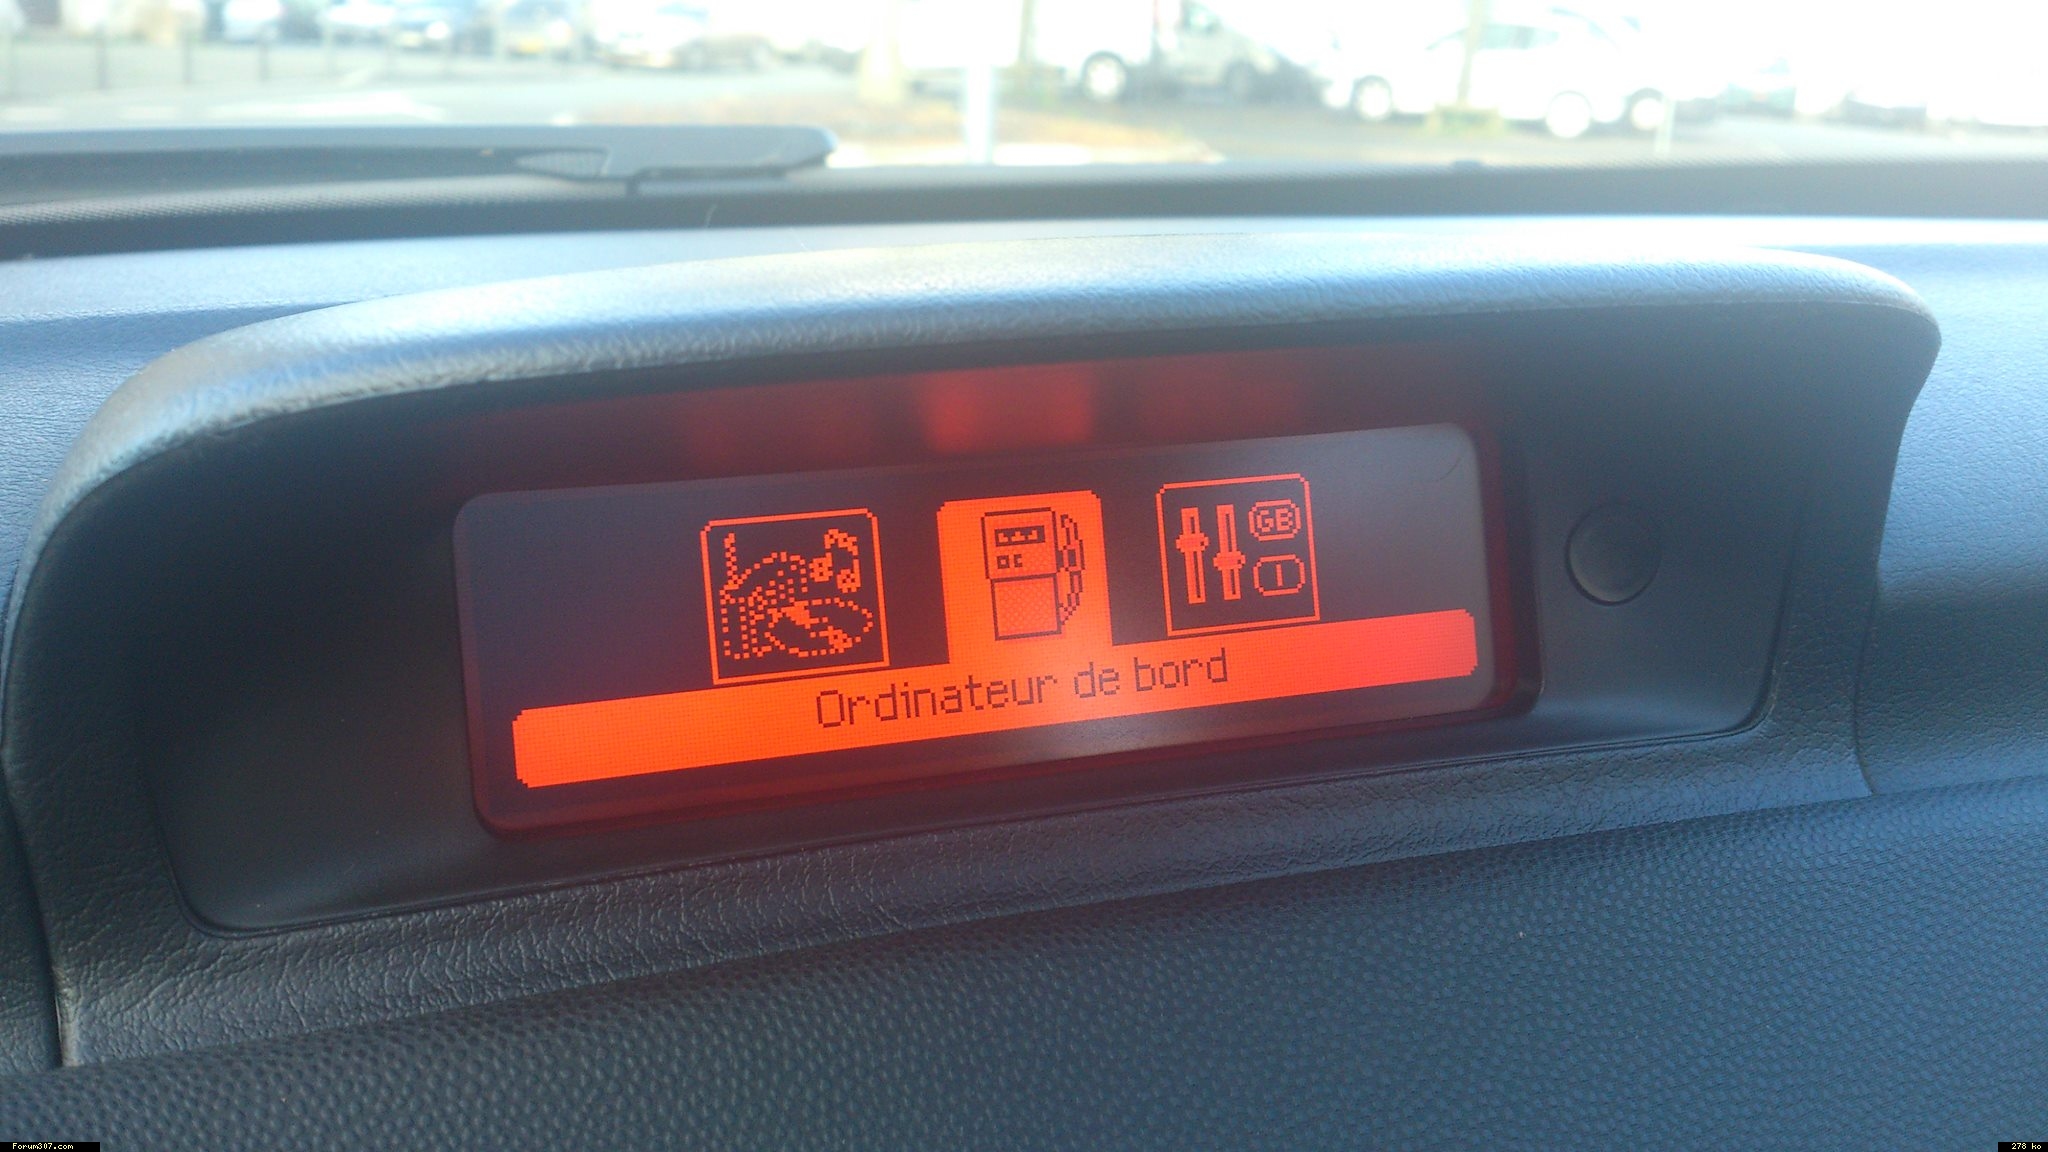 GB
Ordinateur de bord
Forum307.com
278 ko